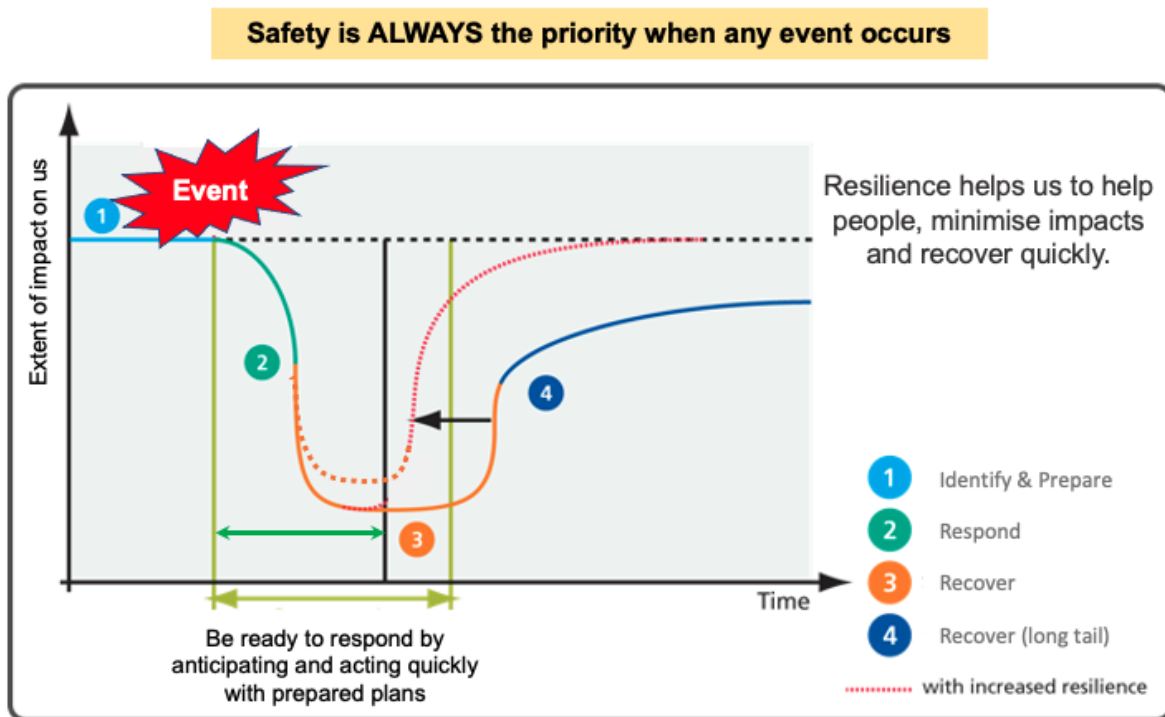 Safety is ALWAYS the priority when any event occurs
Extent of impact on us
Event
1
Resilience helps us to help
people, minimise impacts
and recover quickly.
2
4
3
Time
Be ready to respond by
anticipating and acting quickly
with prepared plans
1 Identify & Prepare
2 Respond
3 Recover
4 Recover (long tail)
with increased resilience